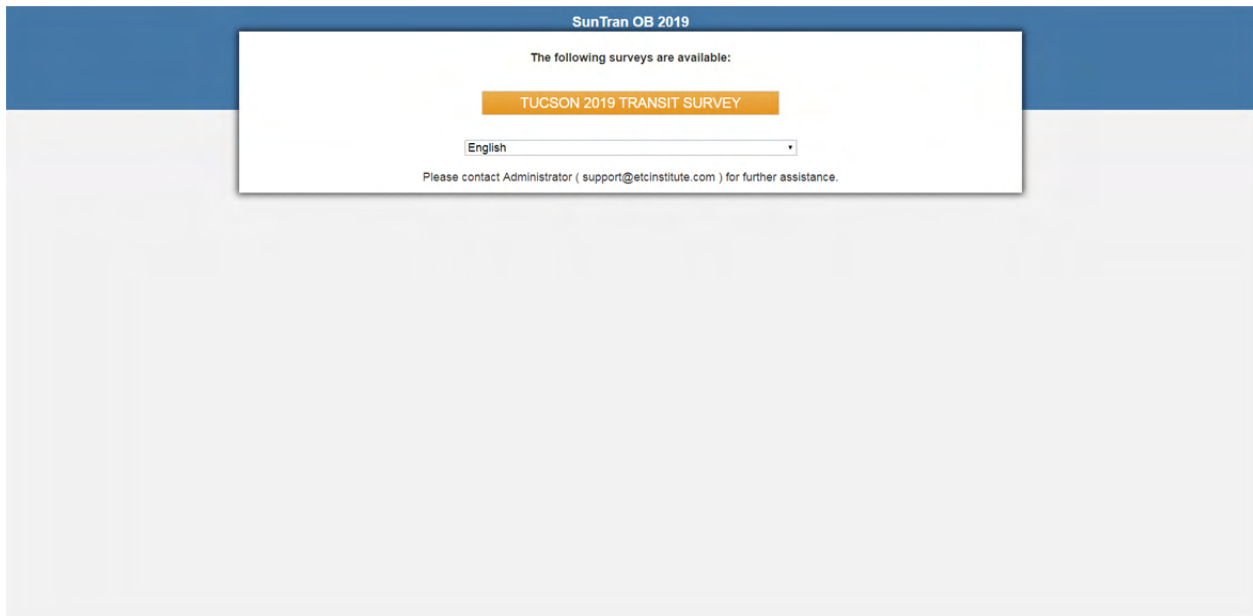 SunTran OB 2019
The following surveys are available:
TUCSON 2019 TRANSIT SURVEY
English
Please contact Administrator ( support@etcinstitute.com ) for further assistance.